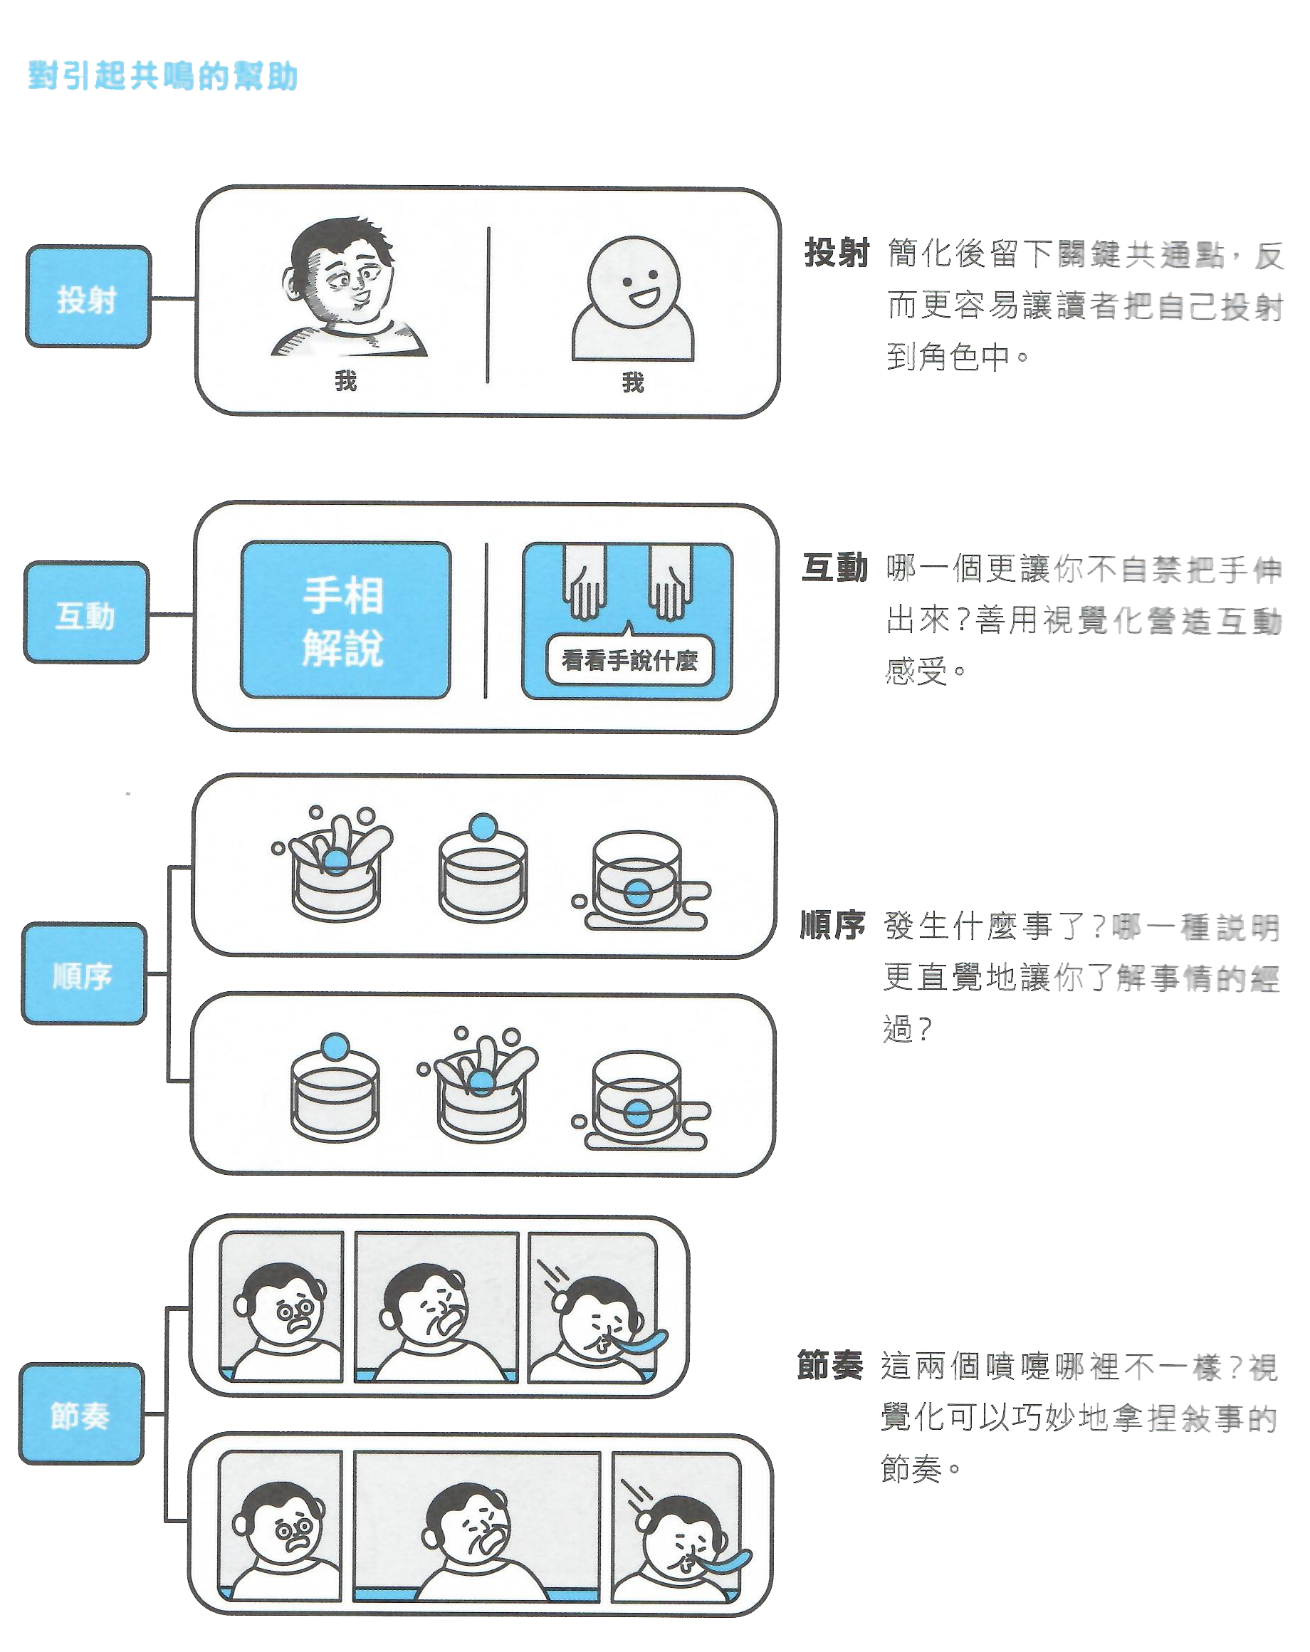 對引起共鳴的幫助
投射
我
我
投射 簡化後留下關鍵共通點，反
而更容易讓讀者把自己投射
到角色中。
互動
手相
解說
看看手說什麼
互動 哪一個更讓你不自禁把手伸
出來？善用視覺化營造互動
感受。
順序
順序 發生什麼事了？哪一種說明
更直覺地讓你了解事情的經
過？
節奏
節奏 這兩個噴嚏哪裡不一樣？視
覺化可以巧妙地拿捏敍事的
節奏。